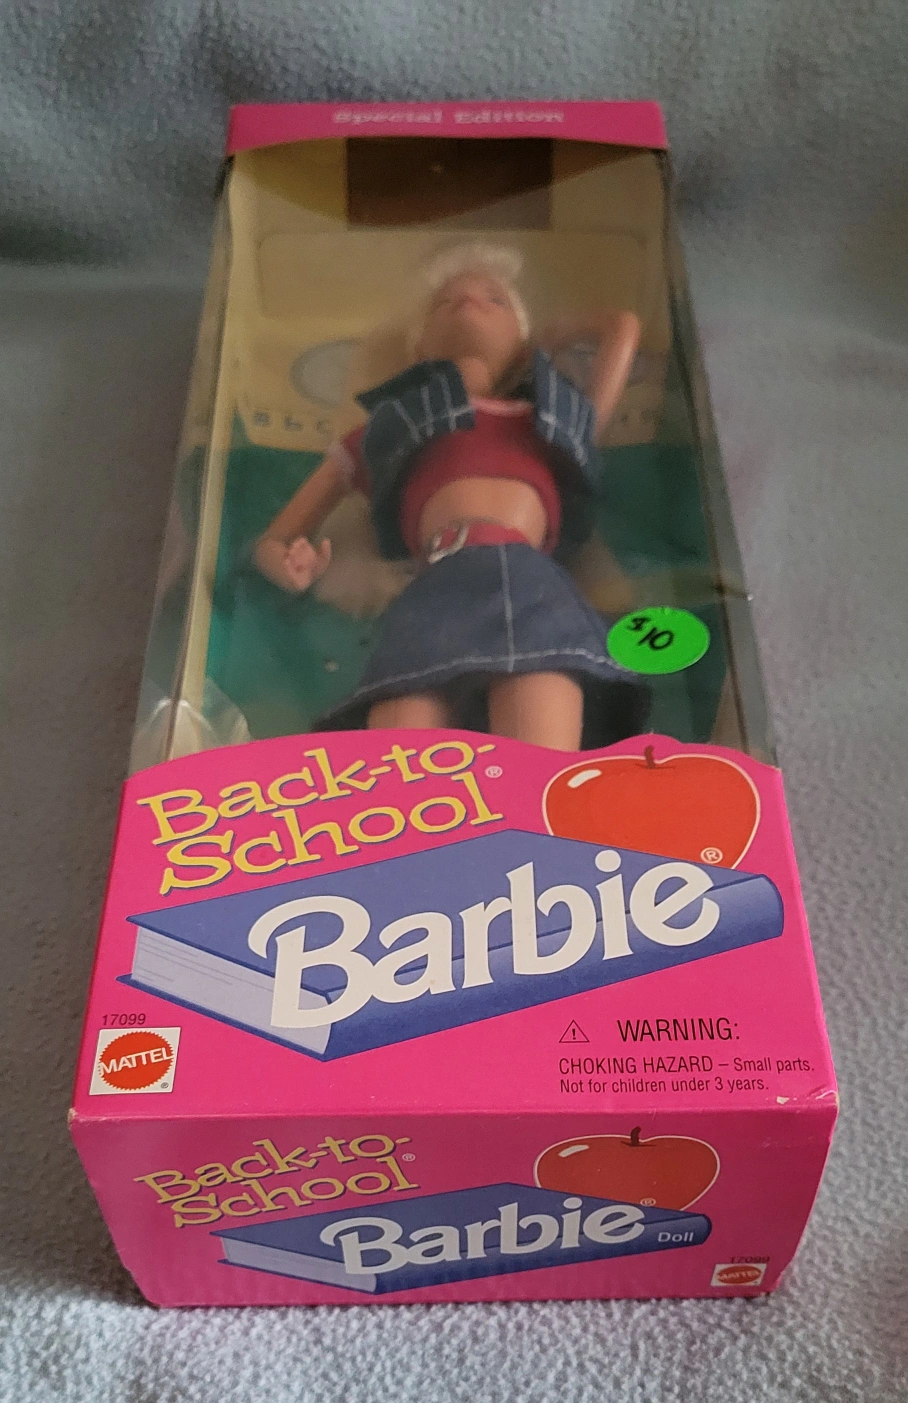 Special Edition
$10
Back-to-
School®
Barbie®
17099
MATTEL®
⚠ WARNING:
CHOKING HAZARD – Small parts.
Not for children under 3 years.
Back-to-
School®
Barbie®
Doll
17099
MATTEL